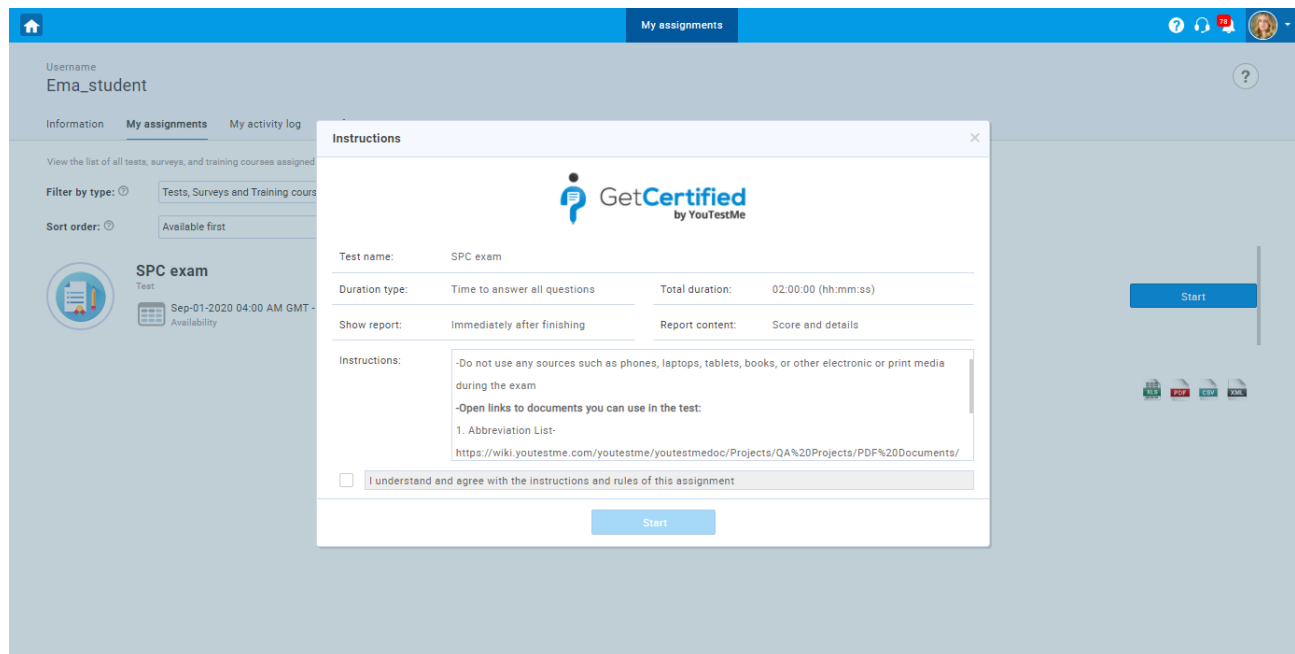 My assignments
78
Username
Ema_student
Information My assignments My activity log
View the list of all tests, surveys, and training courses assigned
Filter by type: Tests, Surveys and Training cours
Sort order: Available first
SPC exam
Test
Sep-01-2020 04:00 AM GMT -
Availability
Start
XLS PDF CSV XML
Instructions
GetCertified
by YouTestMe
Test name: SPC exam
Duration type: Time to answer all questions Total duration: 02:00:00 (hh:mm:ss)
Show report: Immediately after finishing Report content: Score and details
Instructions: -Do not use any sources such as phones, laptops, tablets, books, or other electronic or print media
during the exam
-Open links to documents you can use in the test:
1. Abbreviation List-
https://wiki.youtestme.com/youtestme/youtestmedoc/Projects/QA%20Projects/PDF%20Documents/
I understand and agree with the instructions and rules of this assignment
Start